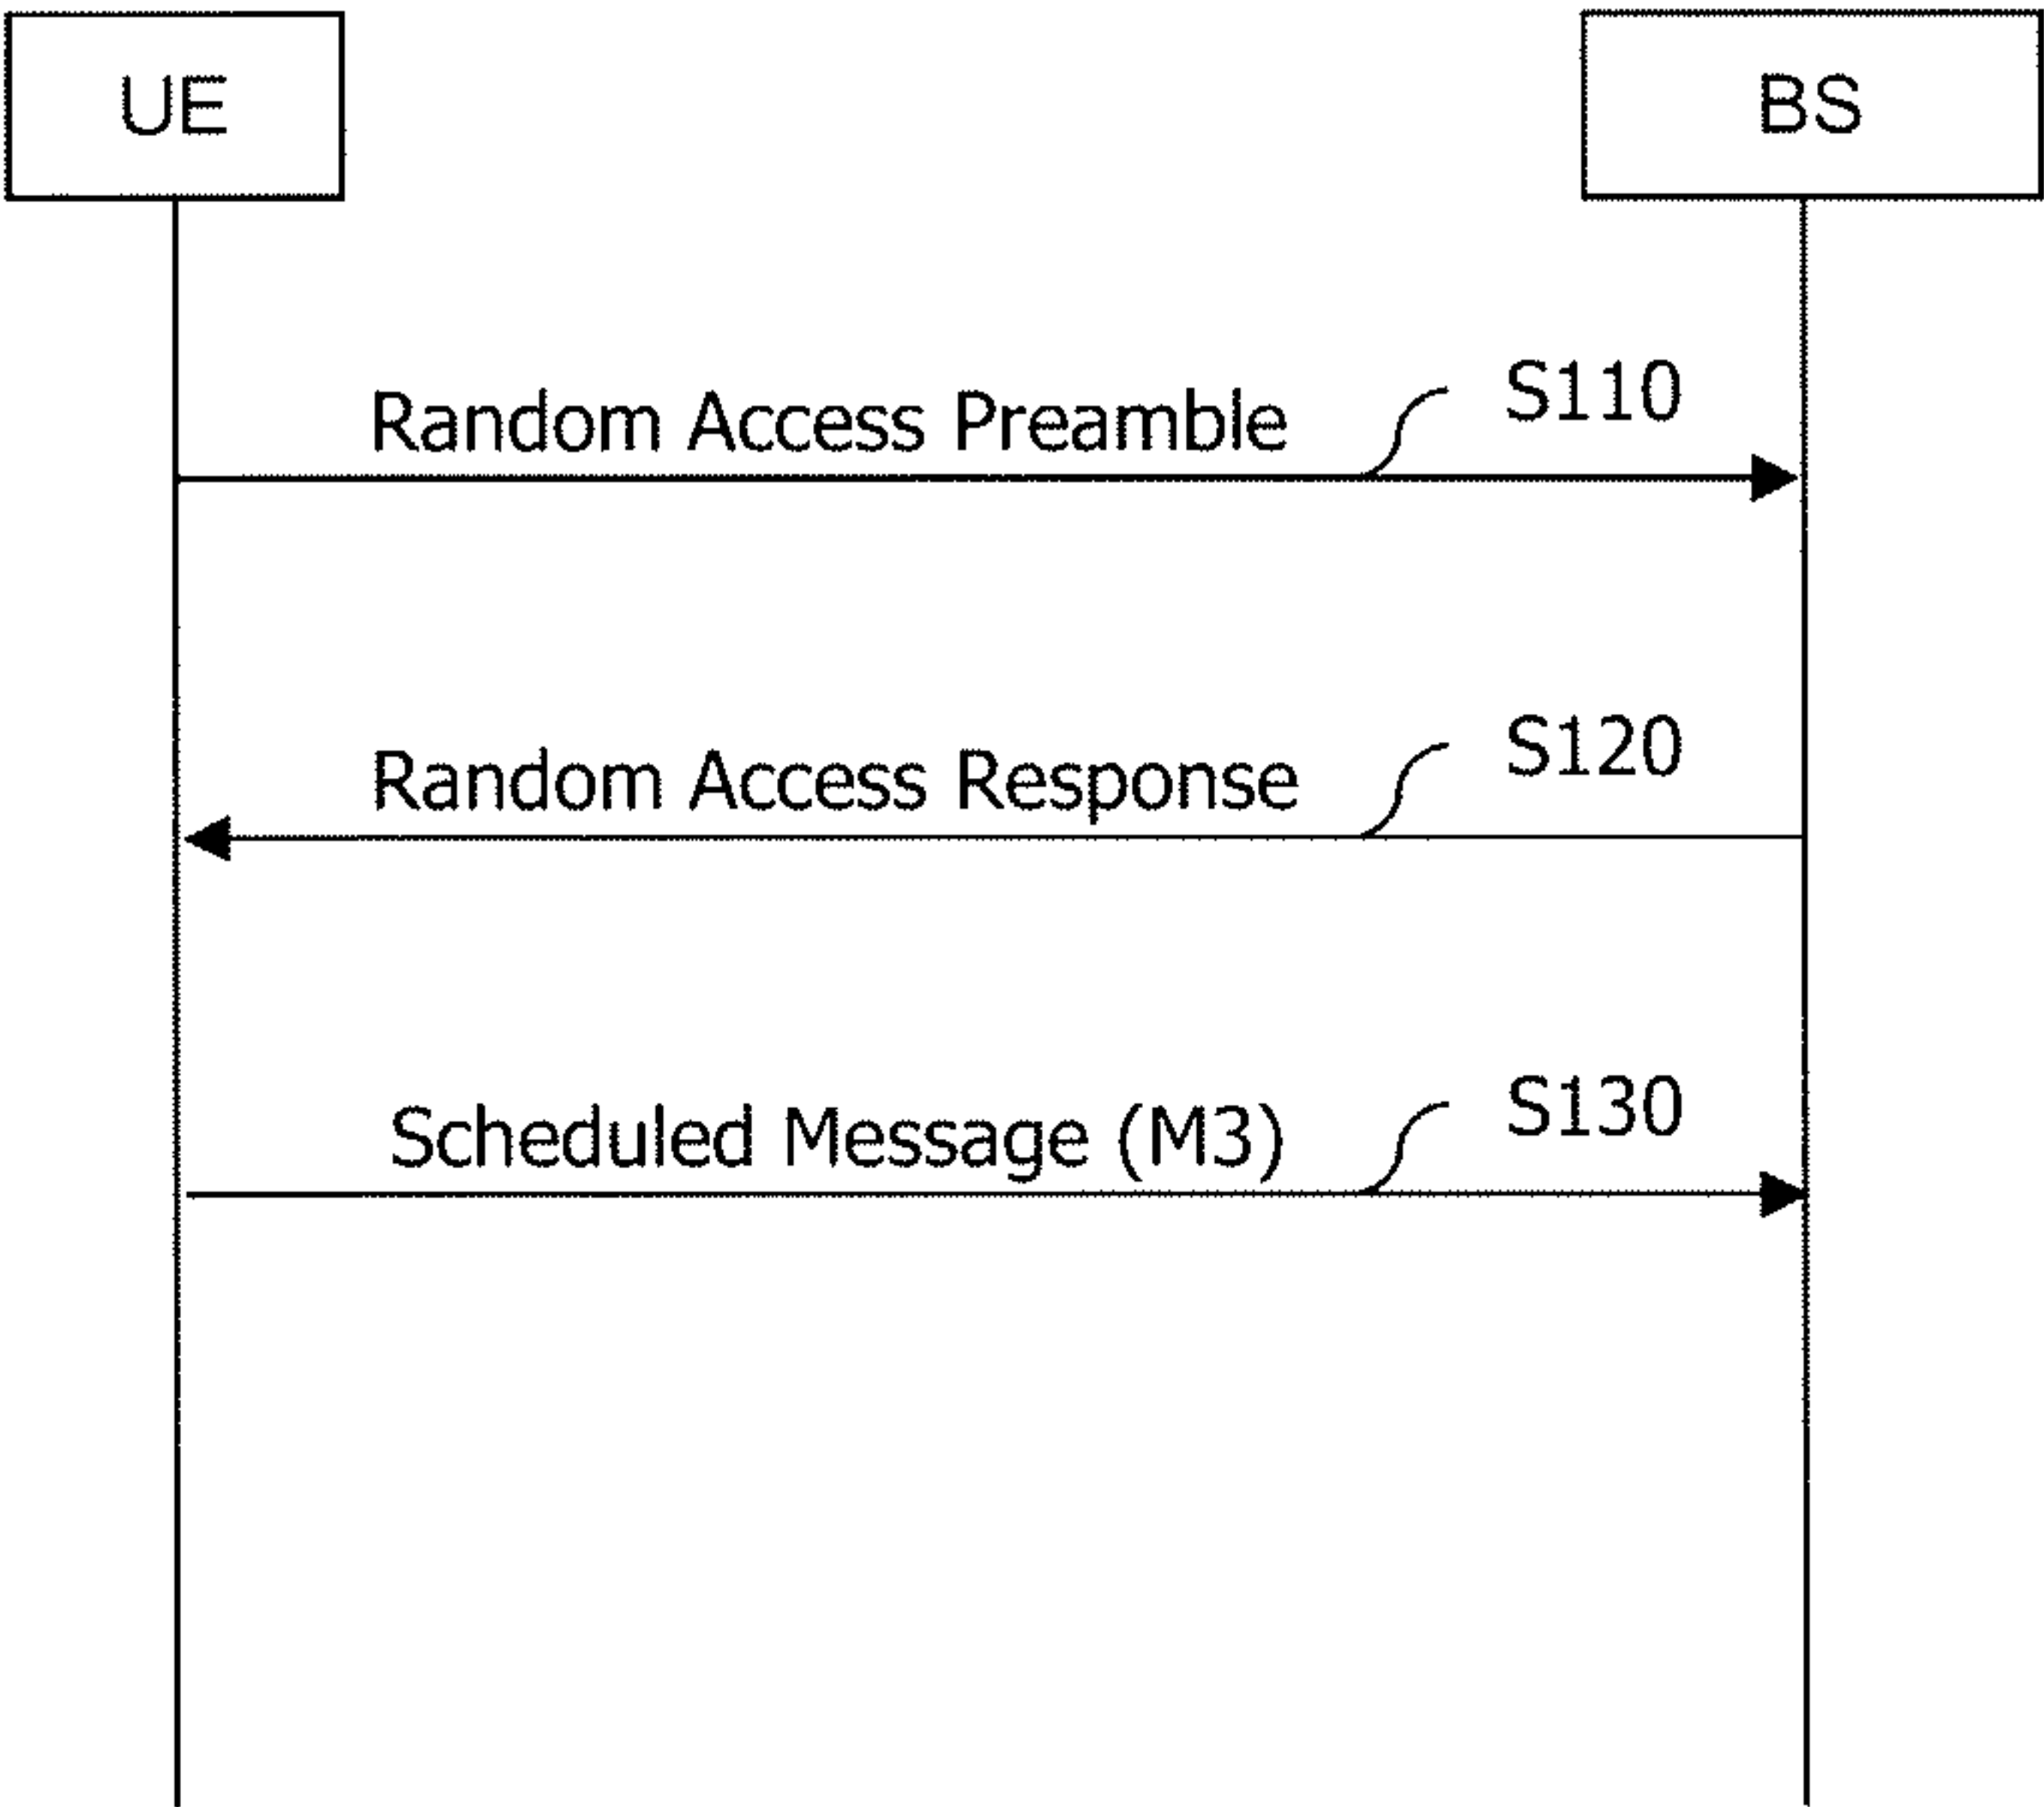 UE
BS
Random Access Preamble
S110
Random Access Response
S120
Scheduled Message (M3)
S130